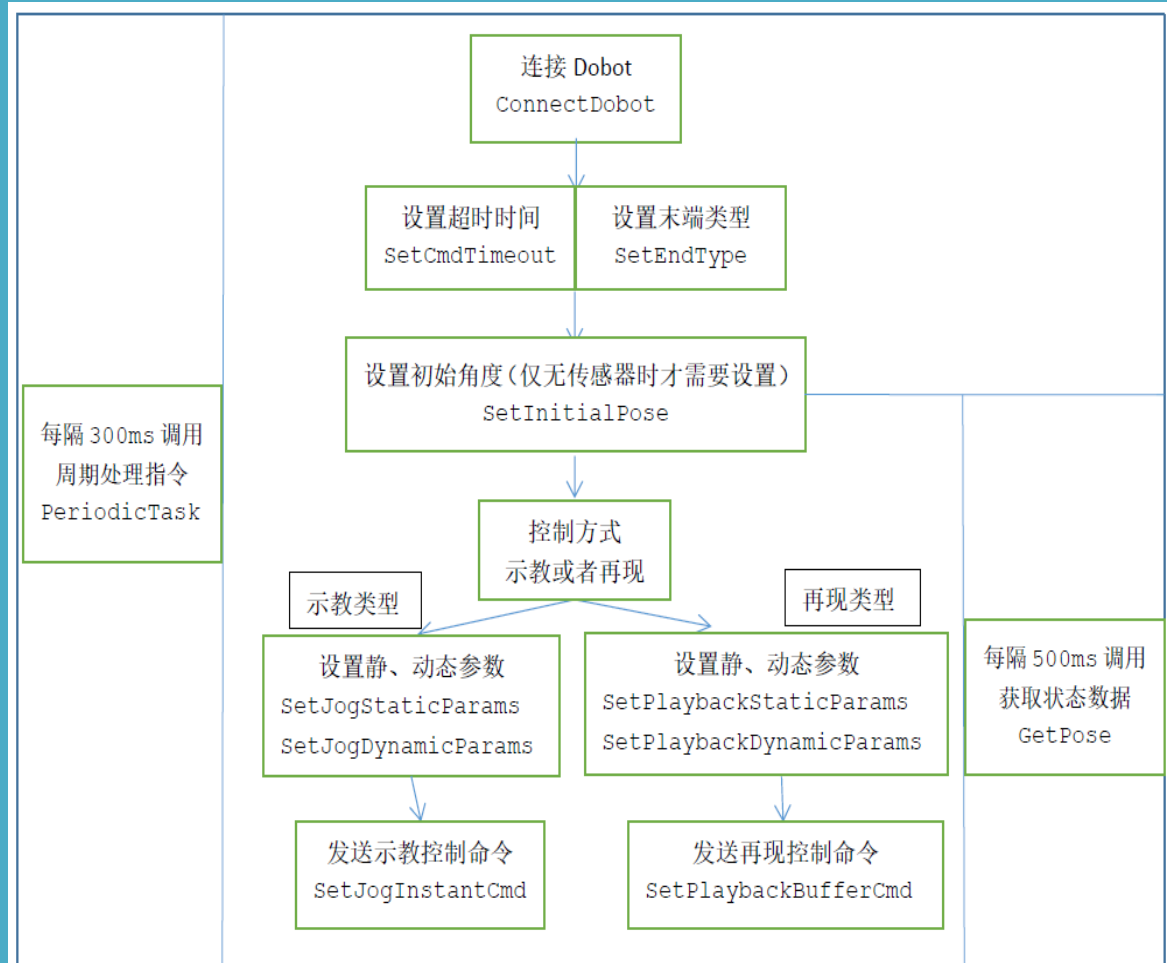 连接 Dobot
ConnectDobot
设置超时时间
SetCmdTimeout
设置末端类型
SetEndType
设置初始角度（仅无传感器时才需要设置）
SetInitialPose
每隔 300ms 调用
周期处理指令
PeriodicTask
控制方式
示教或者再现
示教类型
再现类型
设置静、动态参数
SetJogStaticParams
SetJogDynamicParams
设置静、动态参数
SetPlaybackStaticParams
SetPlaybackDynamicParams
每隔 500ms 调用
获取状态数据
GetPose
发送示教控制命令
SetJogInstantCmd
发送再现控制命令
SetPlaybackBufferCmd